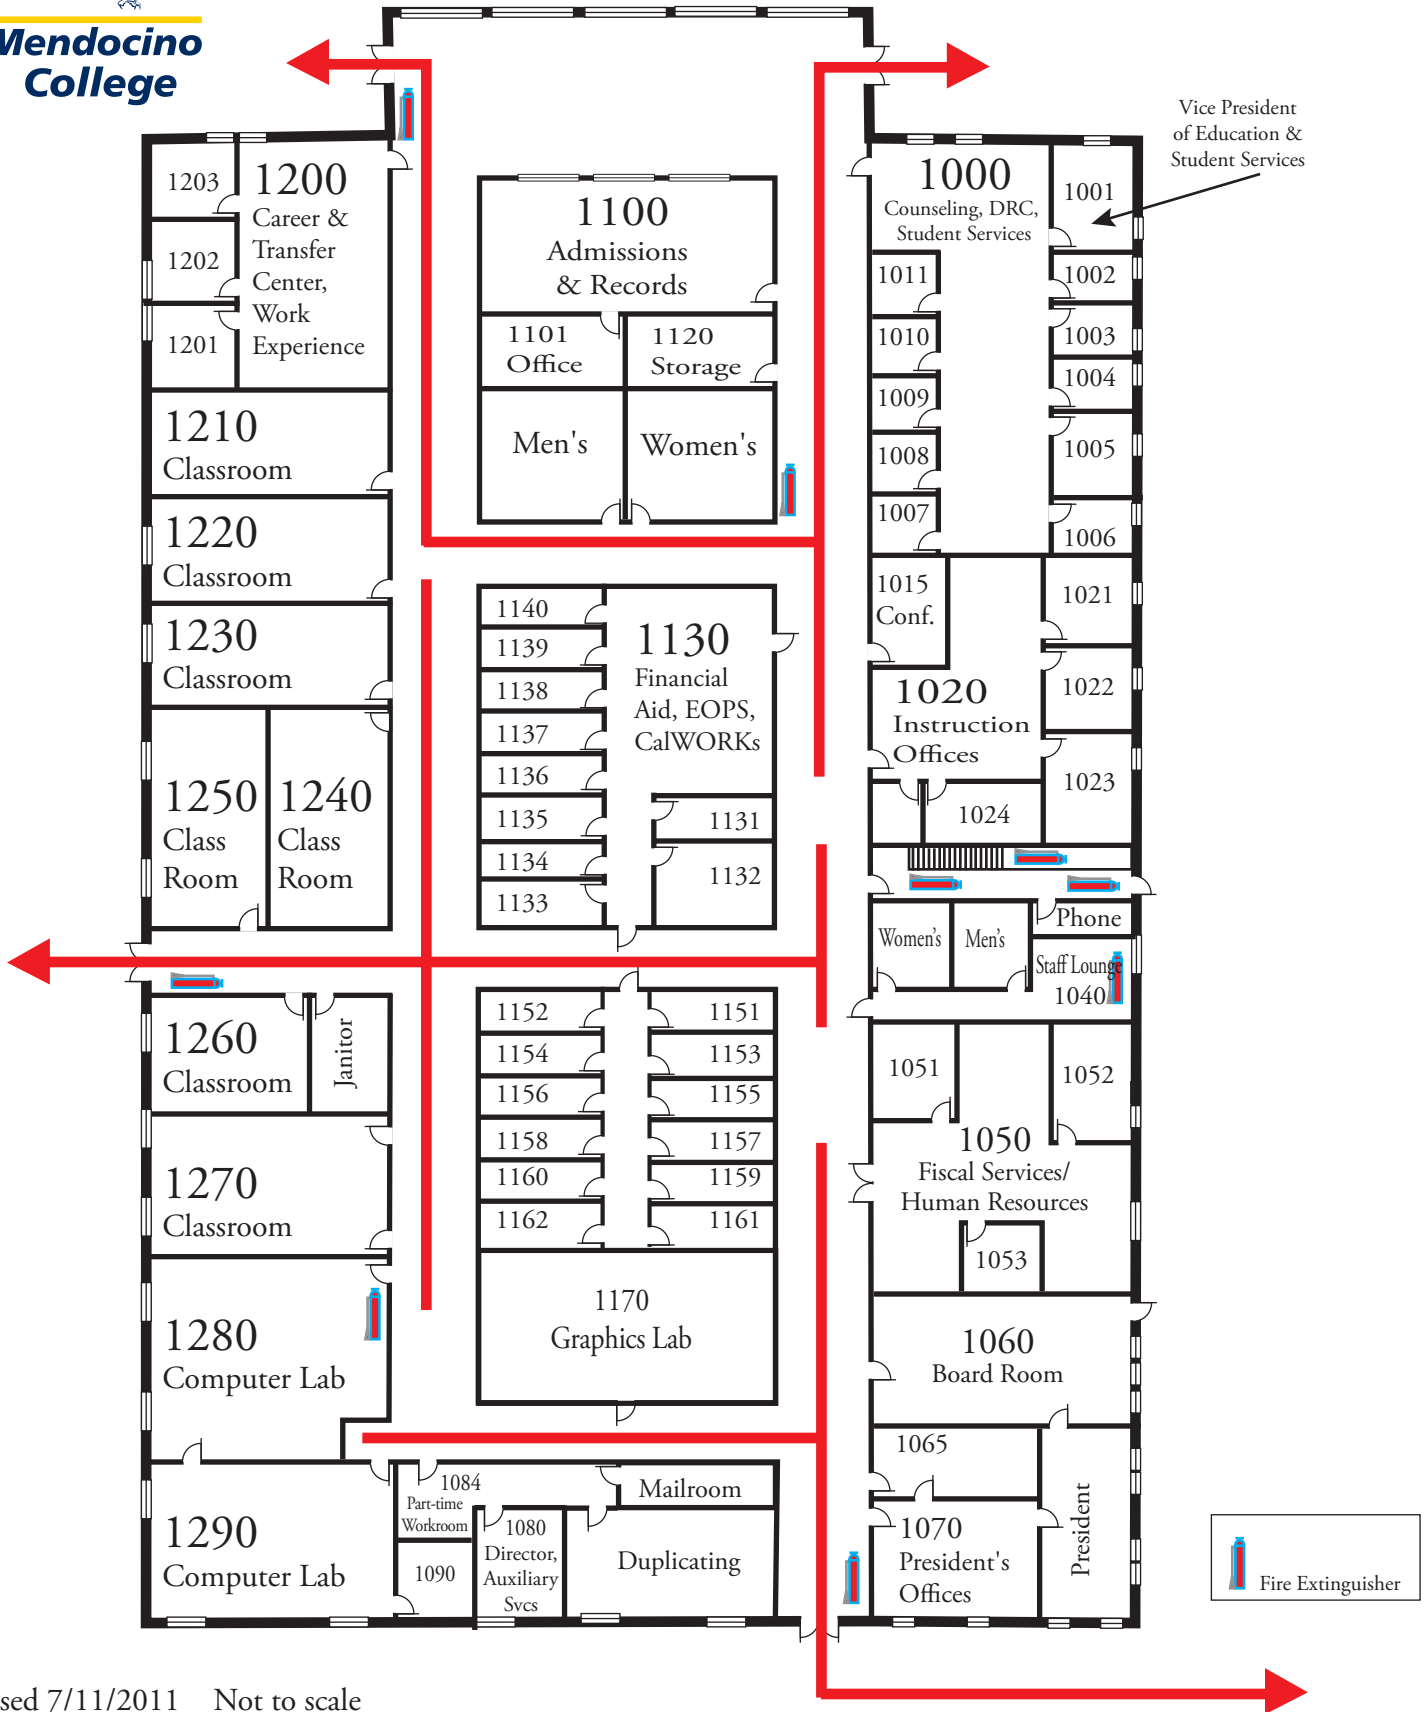 Mendocino
College
Vice President
of Education &
Student Services
1203
1200
Career &
Transfer
Center,
Work
Experience
1202
1201
1210
Classroom
1220
Classroom
1230
Classroom
1250
Class
Room
1240
Class
Room
1260
Classroom
Janitor
1270
Classroom
1280
Computer Lab
1290
Computer Lab
1100
Admissions
& Records
1101
Office
1120
Storage
Men's
Women's
1140
1139
1138
1137
1136
1135
1134
1133
1130
Financial
Aid, EOPS,
CalWORKs
1131
1132
1152
1154
1156
1158
1160
1162
1151
1153
1155
1157
1159
1161
1170
Graphics Lab
1084
Part-time
Workroom
1090
1080
Director,
Auxiliary
Svcs
Mailroom
Duplicating
1000
Counseling, DRC,
Student Services
1001
1002
1003
1004
1005
1006
1011
1010
1009
1008
1007
1015
Conf.
1020
Instruction
Offices
1021
1022
1023
1024
Women's
Men's
Phone
Staff Lounge
1040
1051
1052
1050
Fiscal Services/
Human Resources
1053
1060
Board Room
1065
1070
President's
Offices
President
Fire Extinguisher
sed 7/11/2011 Not to scale